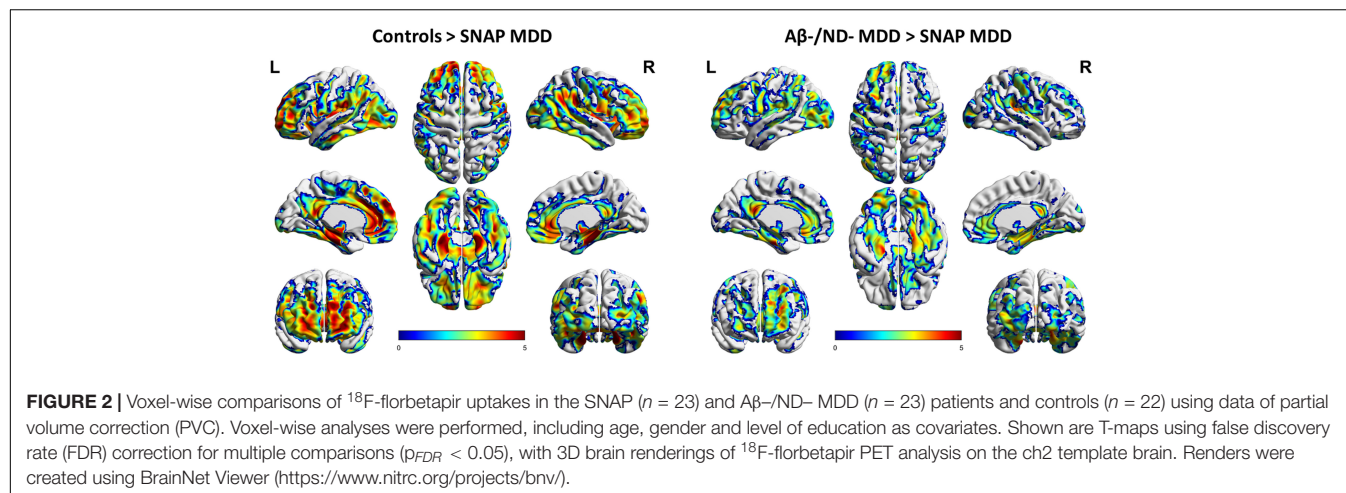 Controls > SNAP MDD
Aβ-/ND- MDD > SNAP MDD
L
R
L
R
0
5
0
5
FIGURE 2 | Voxel-wise comparisons of ¹⁸F-florbetapir uptakes in the SNAP (n = 23) and Aβ–/ND– MDD (n = 23) patients and controls (n = 22) using data of partial
volume correction (PVC). Voxel-wise analyses were performed, including age, gender and level of education as covariates. Shown are T-maps using false discovery
rate (FDR) correction for multiple comparisons (pFDR < 0.05), with 3D brain renderings of ¹⁸F-florbetapir PET analysis on the ch2 template brain. Renders were
created using BrainNet Viewer (https://www.nitrc.org/projects/bnv/).